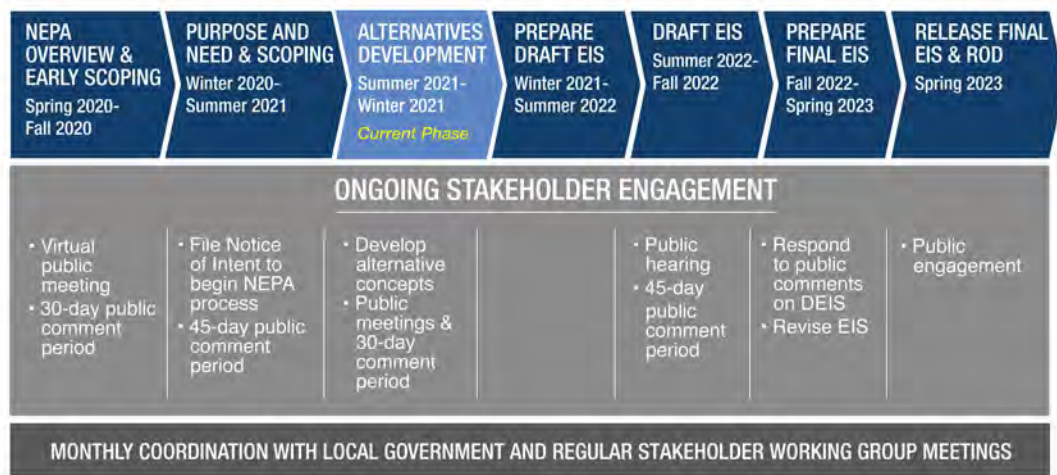 NEPA
OVERVIEW &
EARLY SCOPING
Spring 2020-
Fall 2020
PURPOSE AND
NEED & SCOPING
Winter 2020-
Summer 2021
ALTERNATIVES
DEVELOPMENT
Summer 2021-
Winter 2021
Current Phase
PREPARE
DRAFT EIS
Winter 2021-
Summer 2022
DRAFT EIS
Summer 2022-
Fall 2022
PREPARE
FINAL EIS
Fall 2022-
Spring 2023
RELEASE FINAL
EIS & ROD
Spring 2023
ONGOING STAKEHOLDER ENGAGEMENT
• Virtual
public
meeting
• 30-day public
comment
period
• File Notice
of Intent to
begin NEPA
process
• 45-day public
comment
period
• Develop
alternative
concepts
• Public
meetings &
30-day
comment
period
• Public
hearing
• 45-day
public
comment
period
• Respond
to public
comments
on DEIS
• Revise EIS
• Public
engagement
MONTHLY COORDINATION WITH LOCAL GOVERNMENT AND REGULAR STAKEHOLDER WORKING GROUP MEETINGS